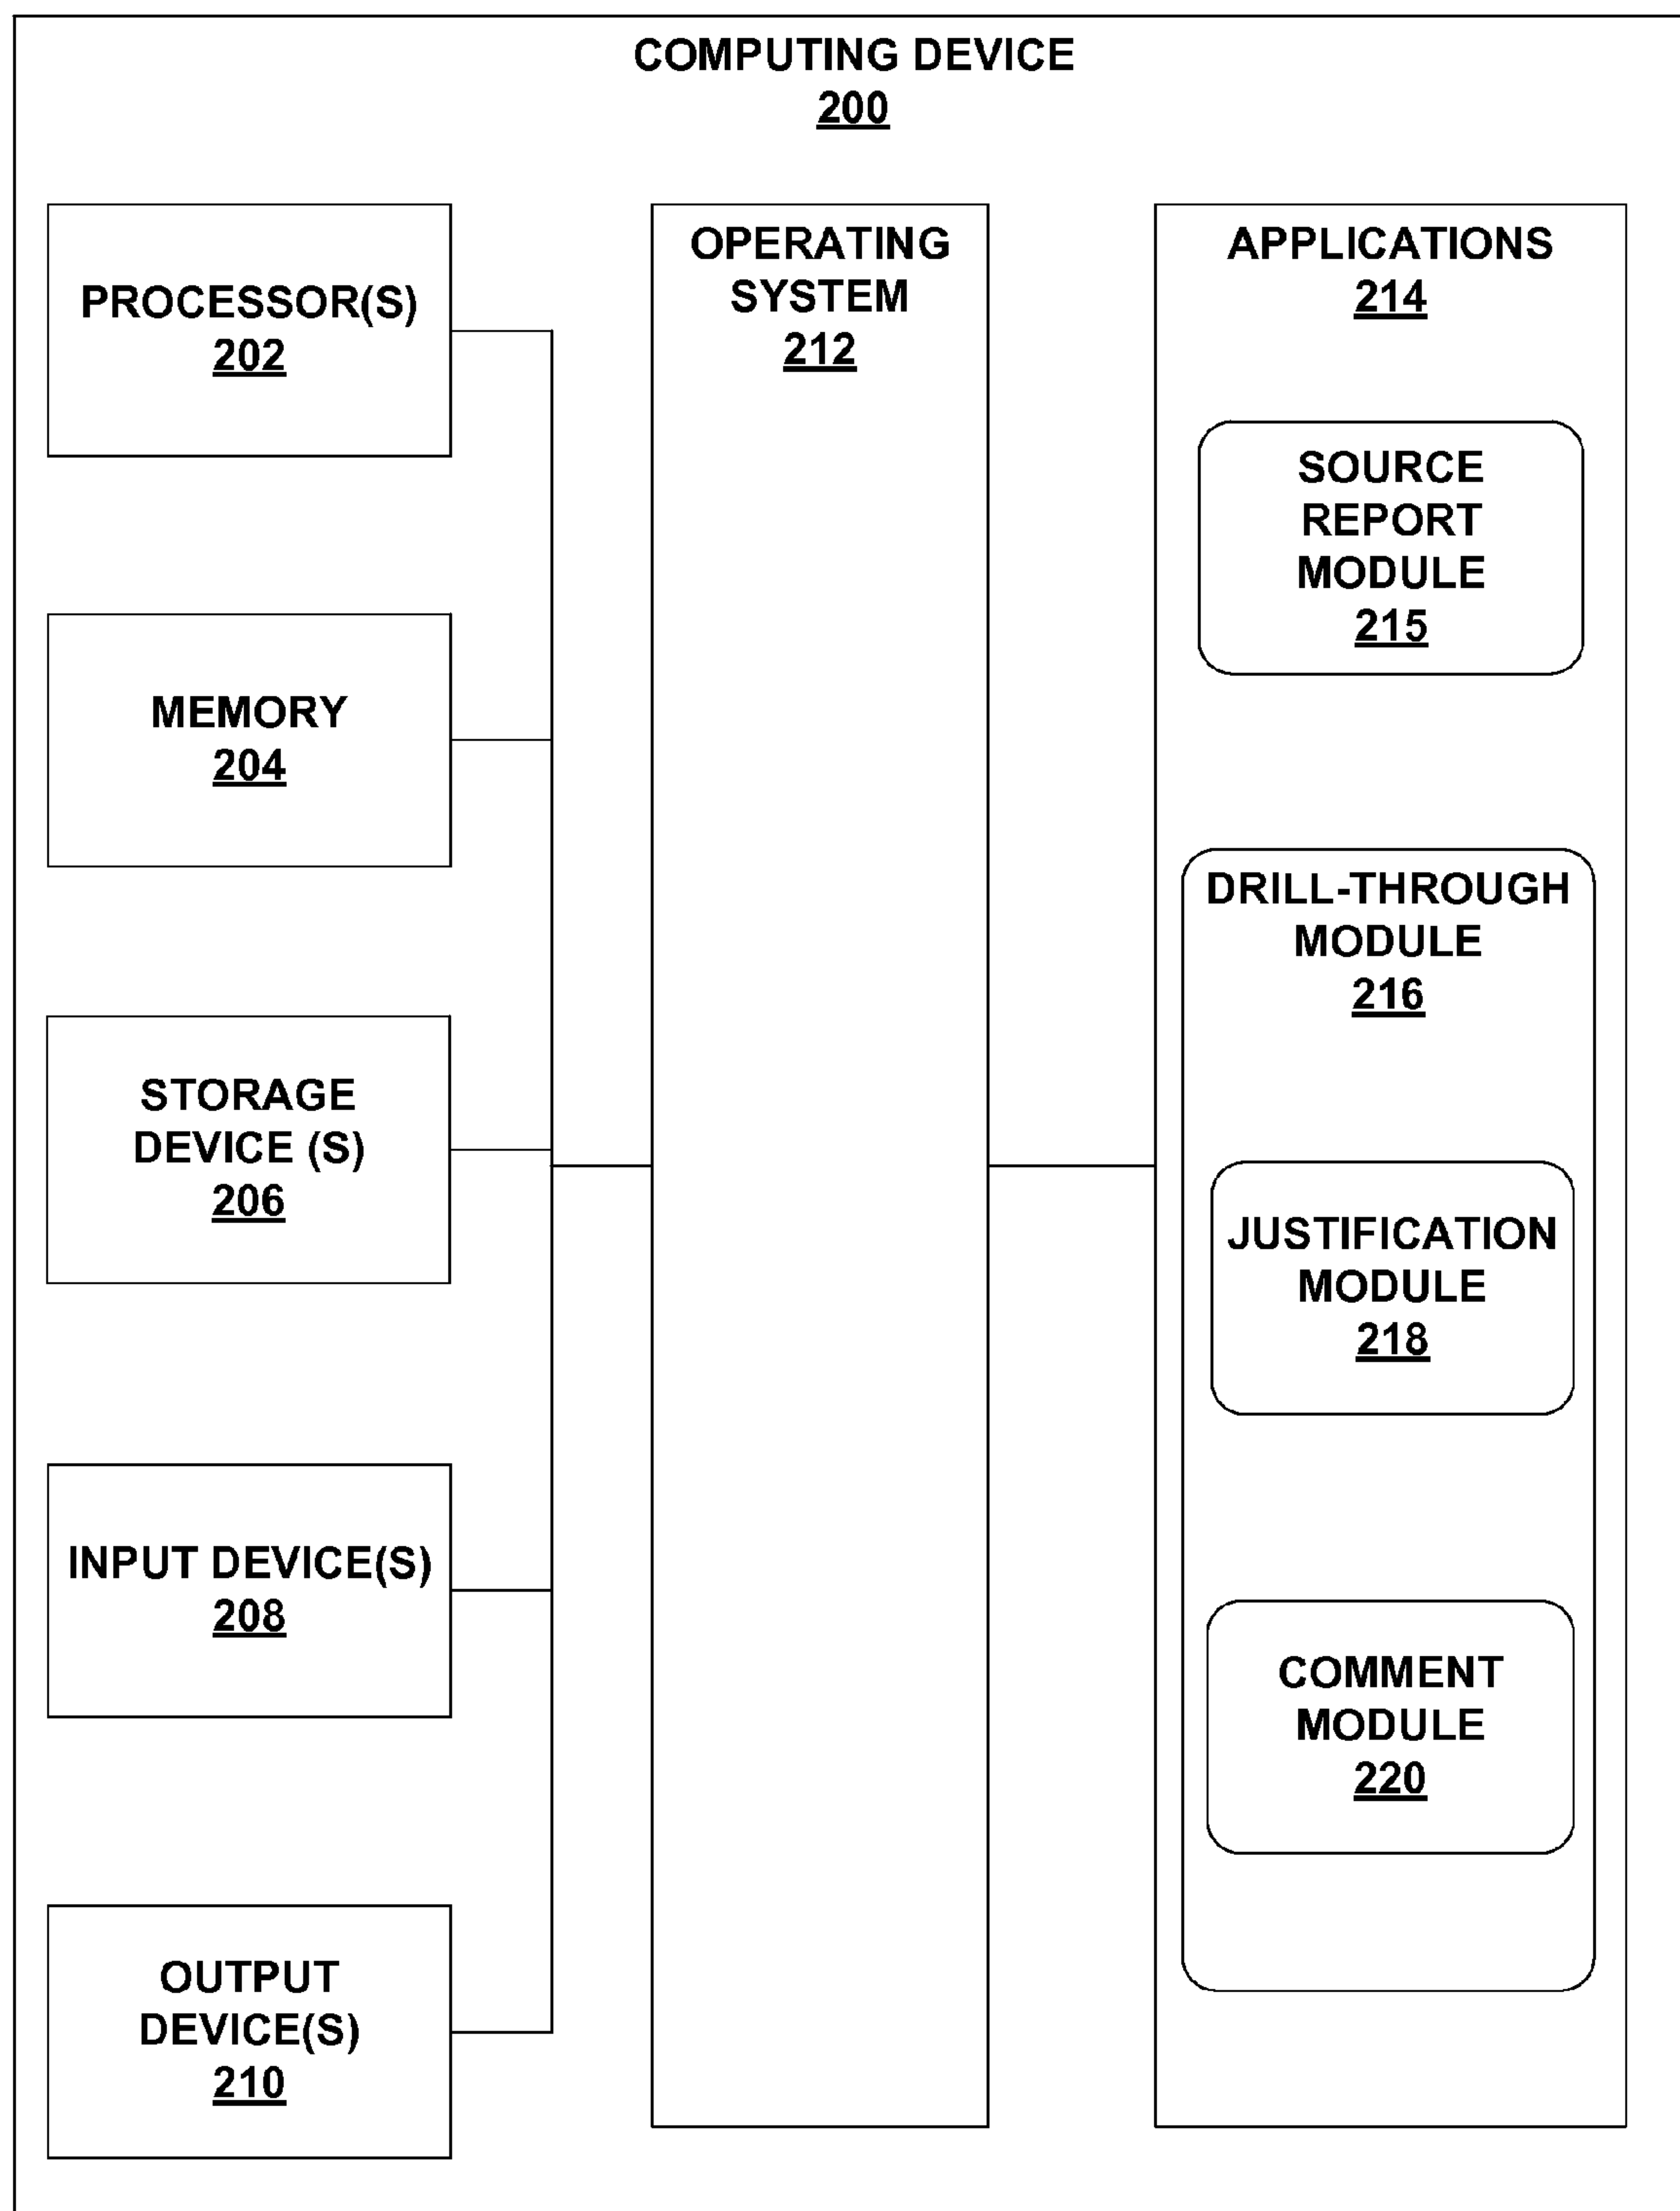 COMPUTING DEVICE
200
PROCESSOR(S)
202
MEMORY
204
STORAGE
DEVICE (S)
206
INPUT DEVICE(S)
208
OUTPUT
DEVICE(S)
210
OPERATING
SYSTEM
212
APPLICATIONS
214
SOURCE
REPORT
MODULE
215
DRILL-THROUGH
MODULE
216
JUSTIFICATION
MODULE
218
COMMENT
MODULE
220